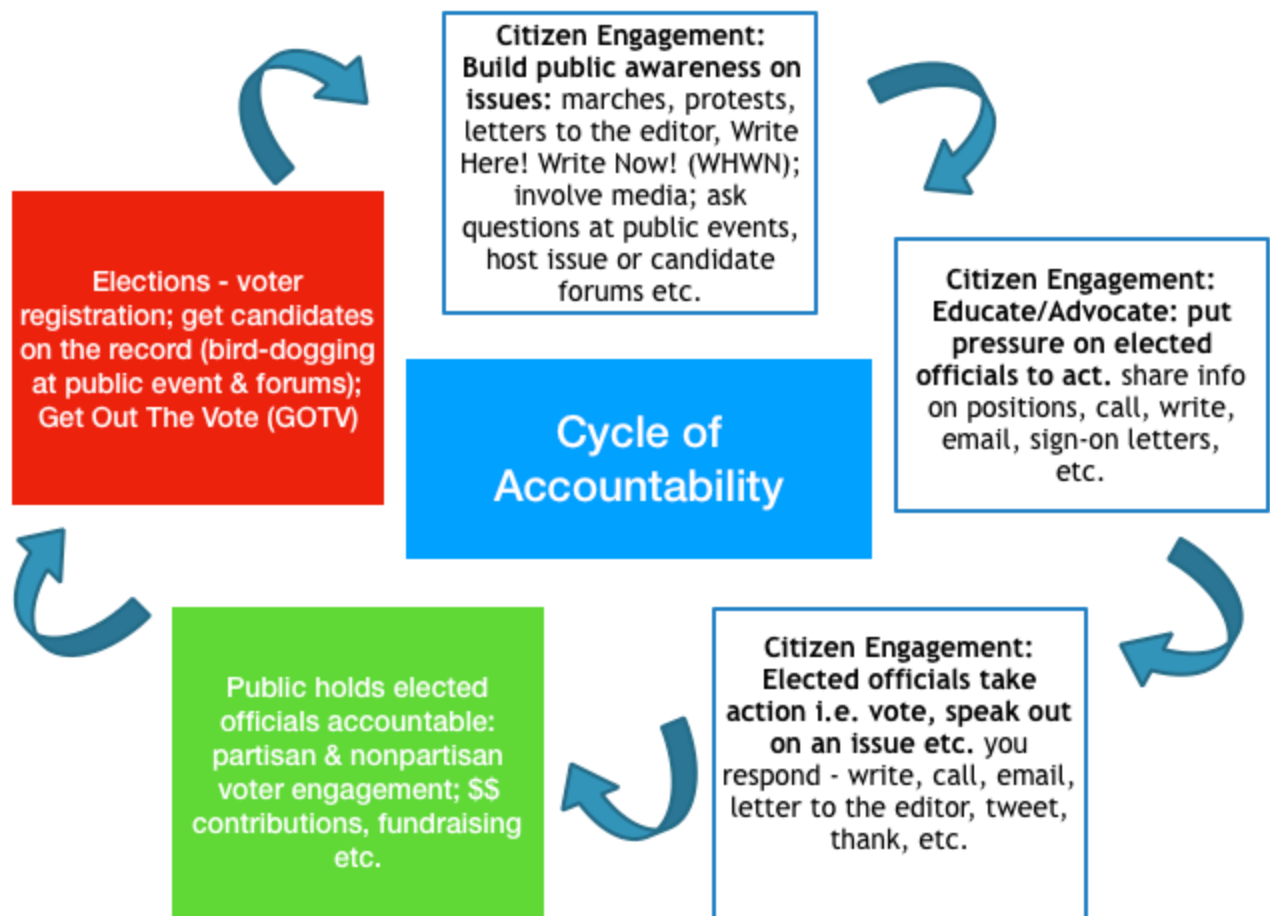 Citizen Engagement:
Build public awareness on
issues: marches, protests,
letters to the editor, Write
Here! Write Now! (WHWN);
involve media; ask
questions at public events,
host issue or candidate
forums etc.
Citizen Engagement:
Educate/Advocate: put
pressure on elected
officials to act. share info
on positions, call, write,
email, sign-on letters,
etc.
Citizen Engagement:
Elected officials take
action i.e. vote, speak out
on an issue etc. you
respond - write, call, email,
letter to the editor, tweet,
thank, etc.
Public holds elected
officials accountable:
partisan & nonpartisan
voter engagement; $$
contributions, fundraising
etc.
Elections - voter
registration; get candidates
on the record (bird-dogging
at public event & forums);
Get Out The Vote (GOTV)
Cycle of
Accountability